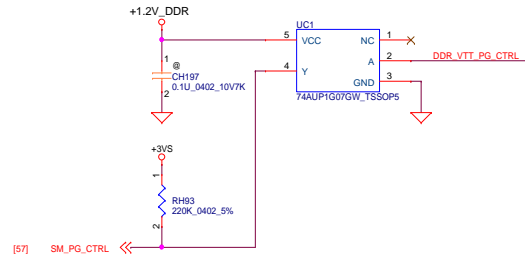 +1.2V_DDR
UC1
1
@
CH197
0.1U_0402_10V7K
2
5 VCC NC 1
4 Y A 2 DDR_VTT_PG_CTRL
GND 3
74AUP1G07GW_TSSOP5
+3VS
1
RH93
220K_0402_5%
2
[57] SM_PG_CTRL